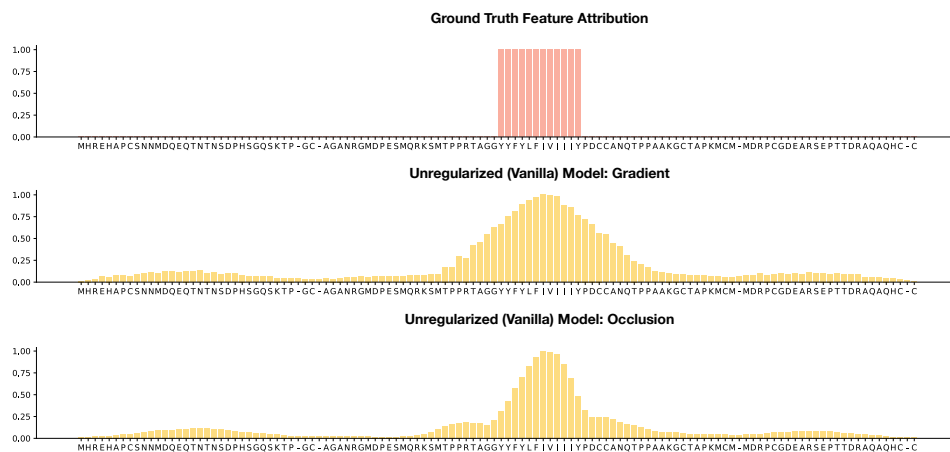 Ground Truth Feature Attribution
1.00
0.75
0.50
0.25
0.00
MHREHAPCSNNMDQEQTNTNSDPHSGQSKTP-GC-AGANRGMDPESMQRKSMTPPRTAGGYYFYLFIVIIIYPDCCANQTPPAAKGCTAPKMCM-MDRPCGDEARSEPTTDRAQAQHC-C
Unregularized (Vanilla) Model: Gradient
1.00
0.75
0.50
0.25
0.00
MHREHAPCSNNMDQEQTNTNSDPHSGQSKTP-GC-AGANRGMDPESMQRKSMTPPRTAGGYYFYLFIVIIIYPDCCANQTPPAAKGCTAPKMCM-MDRPCGDEARSEPTTDRAQAQHC-C
Unregularized (Vanilla) Model: Occlusion
1.00
0.75
0.50
0.25
0.00
MHREHAPCSNNMDQEQTNTNSDPHSGQSKTP-GC-AGANRGMDPESMQRKSMTPPRTAGGYYFYLFIVIIIYPDCCANQTPPAAKGCTAPKMCM-MDRPCGDEARSEPTTDRAQAQHC-C